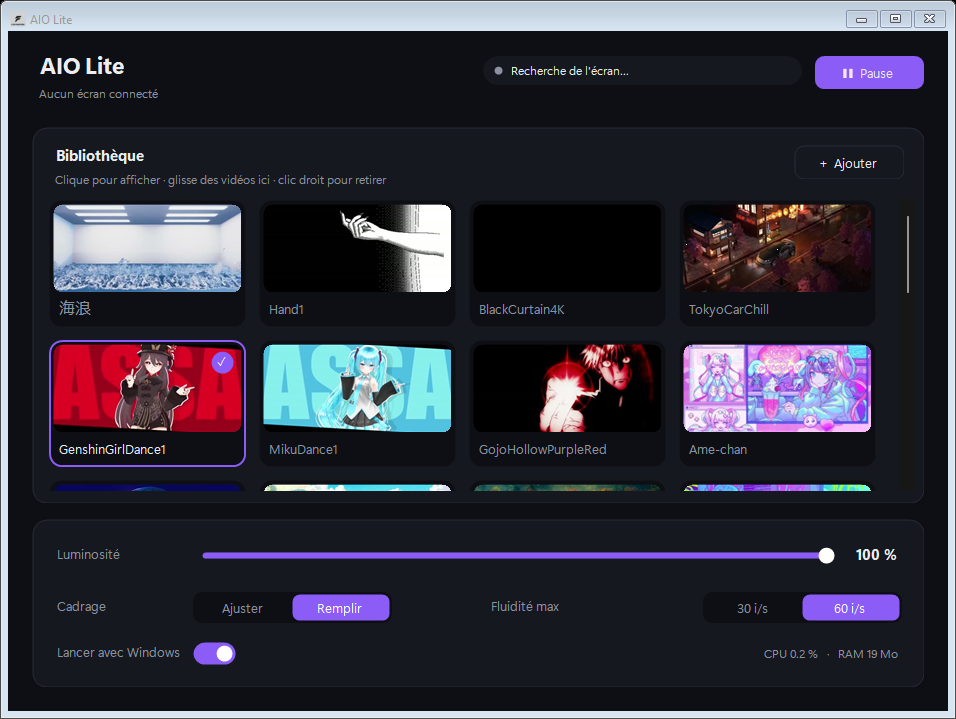 AIO Lite
AIO Lite
Aucun écran connecté
Recherche de l'écran...
Pause
Bibliothèque
Clique pour afficher · glisse des vidéos ici · clic droit pour retirer
+ Ajouter
海浪
Hand1
BlackCurtain4K
TokyoCarChill
ASSA
ASSA
GenshinGirlDance1
MikuDance1
GojoHollowPurpleRed
Ame-chan
Luminosité
100 %
Cadrage
Ajuster
Remplir
Fluidité max
30 i/s
60 i/s
Lancer avec Windows
CPU 0.2 % · RAM 19 Mo